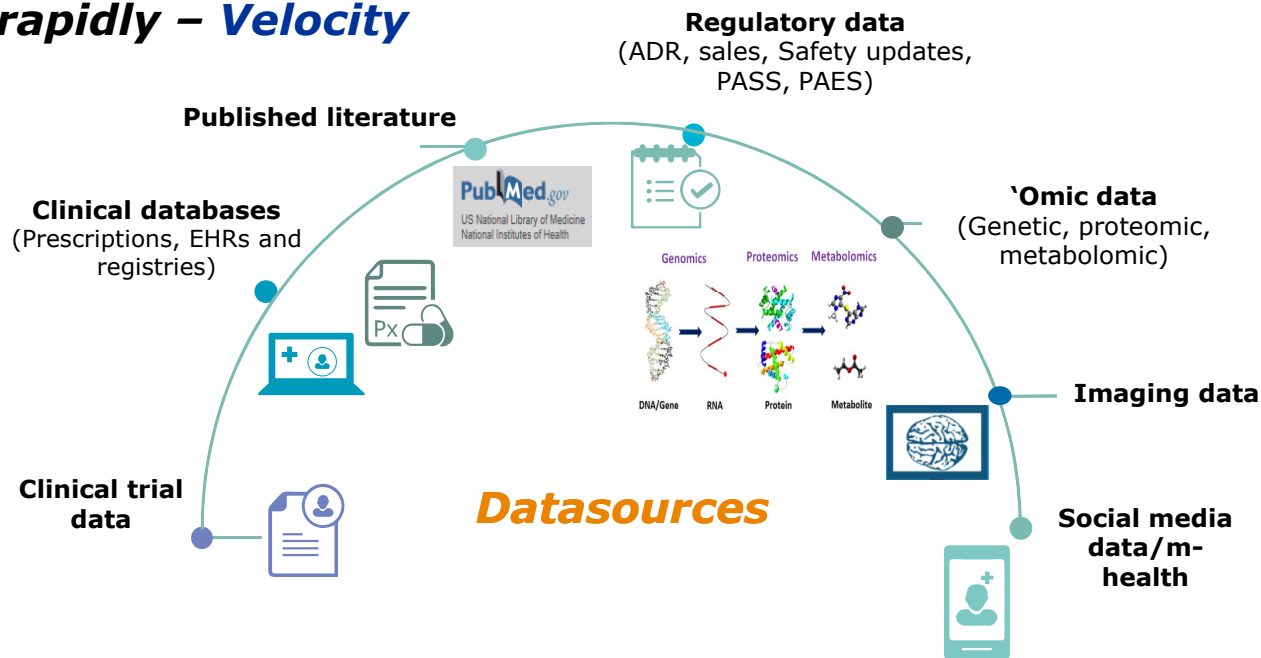 rapidly – Velocity
Regulatory data
(ADR, sales, Safety updates,
PASS, PAES)
Published literature
PubMed.gov
US National Library of Medicine
National Institutes of Health
‘Omic data
(Genetic, proteomic,
metabolomic)
Clinical databases
(Prescriptions, EHRs and
registries)
Genomics Proteomics Metabolomics
Px
DNA/Gene RNA Protein Metabolite
Imaging data
Clinical trial
data
Datasources
Social media
data/m-
health